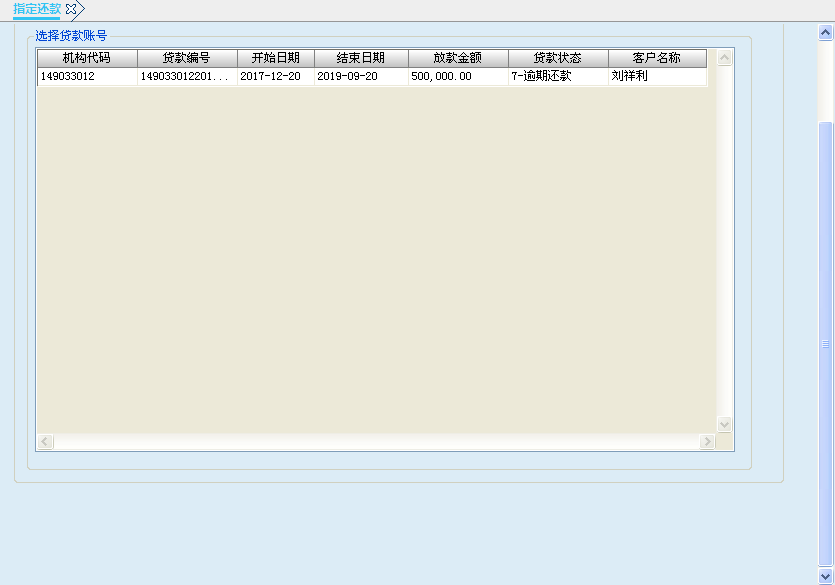 指定还款
选择贷款账号
机构代码 贷款编号 开始日期 结束日期 放款金额 贷款状态 客户名称
149033012 149033012201... 2017-12-20 2019-09-20 500,000.00 7-逾期还款 刘祥利